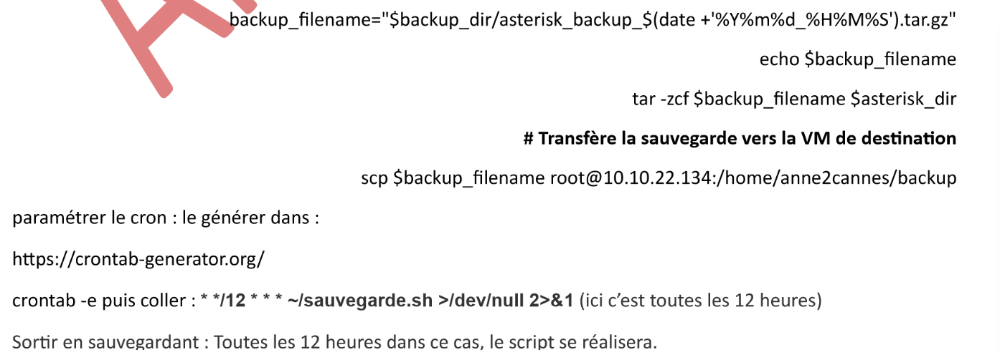 backup_filename="$backup_dir/asterisk_backup_$(date +'%Y%m%d_%H%M%S').tar.gz"
echo $backup_filename
tar -zcf $backup_filename $asterisk_dir
# Transfère la sauvegarde vers la VM de destination
scp $backup_filename root@10.10.22.134:/home/anne2cannes/backup
paramétrer le cron : le générer dans :
https://crontab-generator.org/
crontab -e puis coller : * */12 * * * ~/sauvegarde.sh >/dev/null 2>&1 (ici c’est toutes les 12 heures)
Sortir en sauvegardant : Toutes les 12 heures dans ce cas, le script se réalisera.